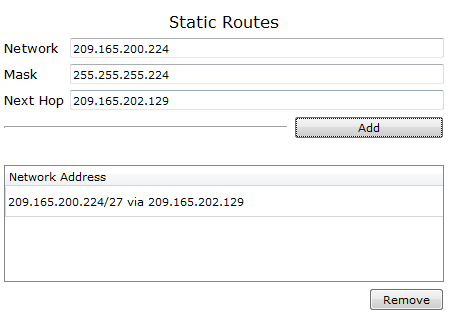 Static Routes
Network 209.165.200.224
Mask 255.255.255.224
Next Hop 209.165.202.129
Add
Network Address
209.165.200.224/27 via 209.165.202.129
Remove